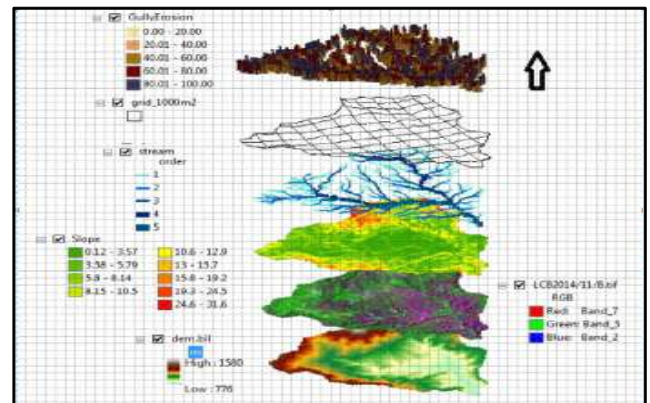 GullyErosion
0.00 - 20.00
20.01 - 40.00
40.01 - 60.00
60.01 - 80.00
80.01 - 100.00
grid_1000m2
stream
order
1
2
3
4
5
Slope
0.12 - 3.57
3.58 - 5.79
5.8 - 8.14
8.15 - 10.5
10.6 - 12.9
13 - 15.7
15.8 - 19.2
19.3 - 24.5
24.6 - 31.6
RGB
Red: Band_7
Green: Band_5
Blue: Band_2
dem.bil
High : 1580
Low : 776